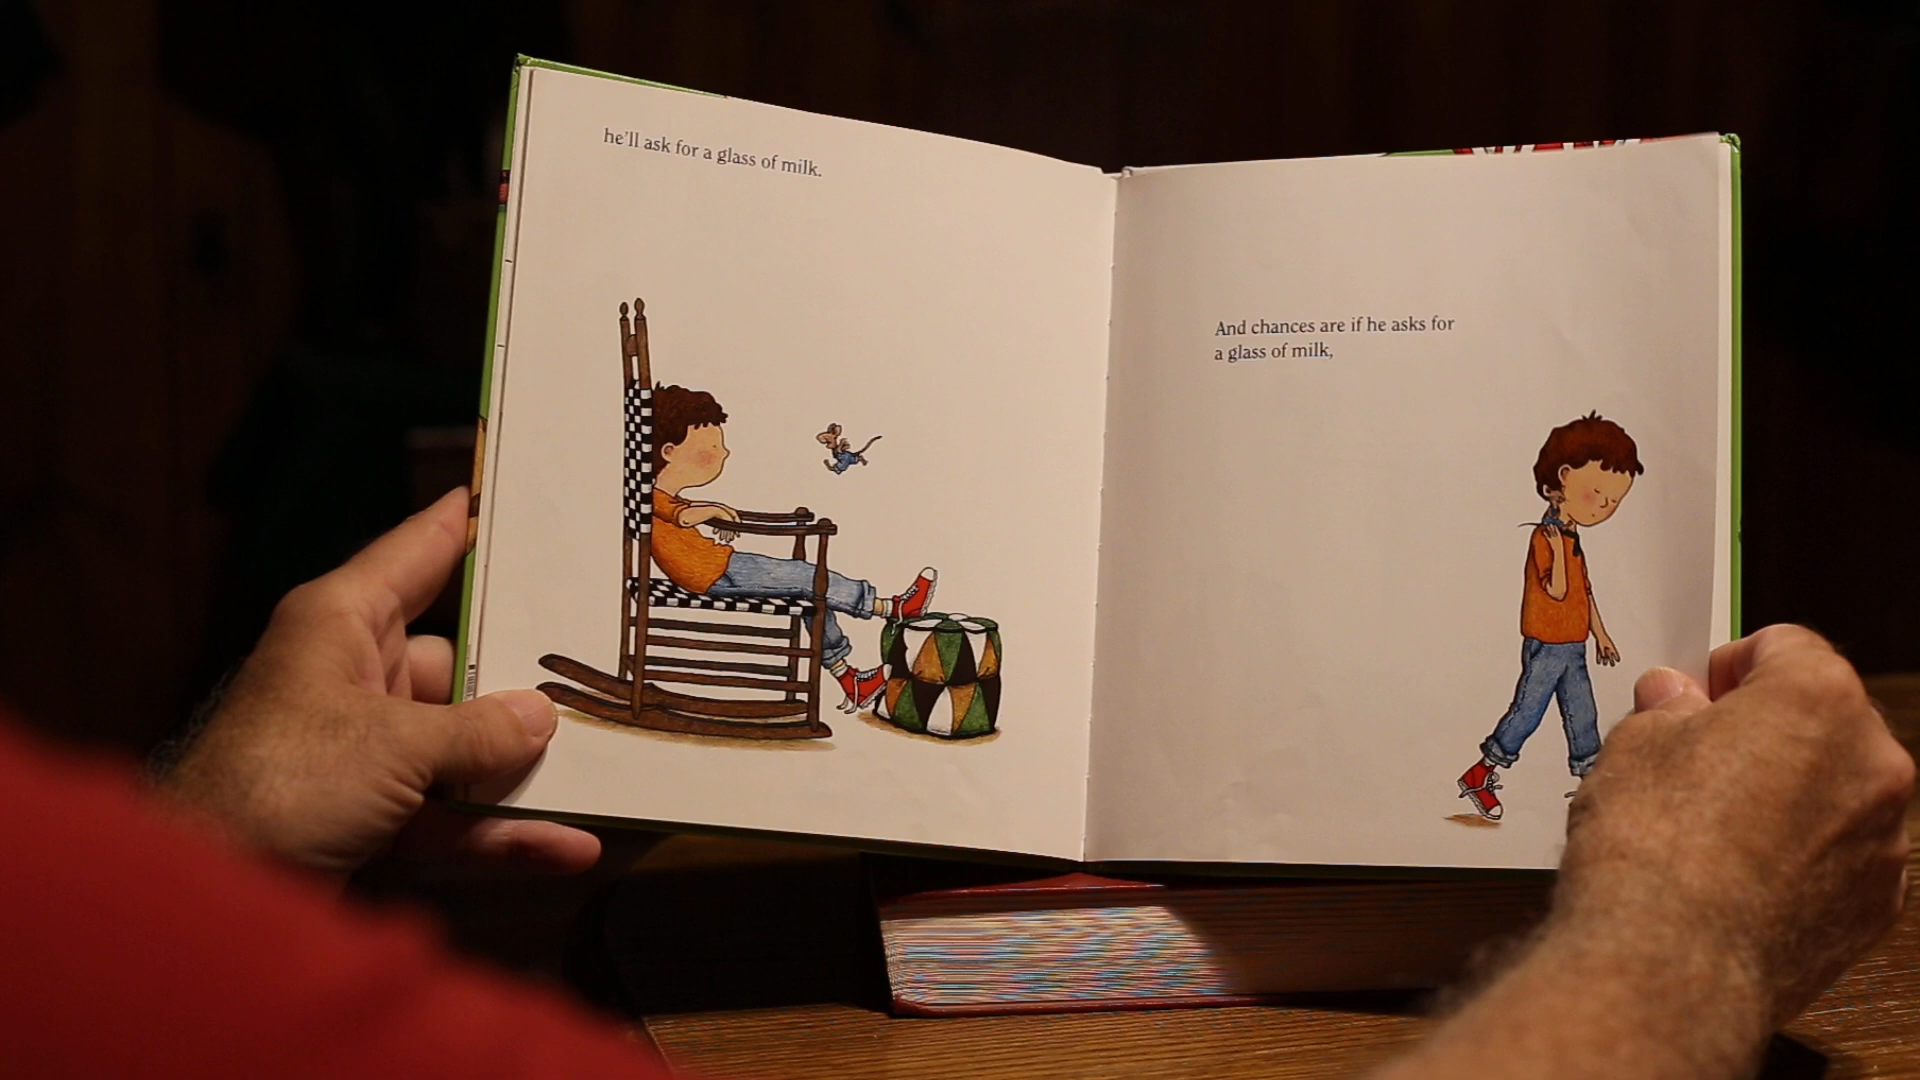 he'll ask for a glass of milk.
And chances are if he asks for
a glass of milk,